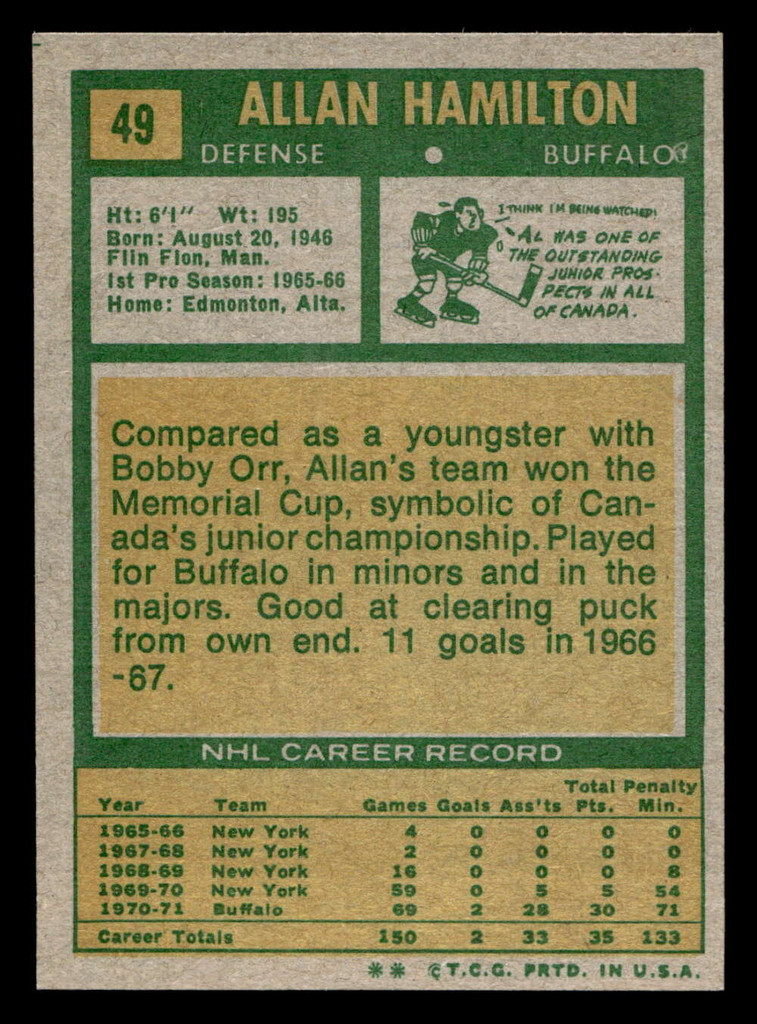 49
ALLAN HAMILTON
DEFENSE • BUFFALO
Ht: 6'1" Wt: 195
Born: August 20, 1946
Flin Flon, Man.
1st Pro Season: 1965-66
Home: Edmonton, Alta.
I THINK I'M BEING WATCHED!
AL WAS ONE OF
THE OUTSTANDING
JUNIOR PROS-
PECTS IN ALL
OF CANADA.
Compared as a youngster with
Bobby Orr, Allan's team won the
Memorial Cup, symbolic of Can-
ada's junior championship. Played
for Buffalo in minors and in the
majors. Good at clearing puck
from own end. 11 goals in 1966
-67.
NHL CAREER RECORD
Total Penalty
Year Team Games Goals Ass'ts Pts. Min.
1965-66 New York 4 0 0 0 0
1967-68 New York 2 0 0 0 0
1968-69 New York 16 0 0 0 8
1969-70 New York 59 0 5 5 54
1970-71 Buffalo 69 2 28 30 71
Career Totals 150 2 33 35 133
** © T.C.G. PRTD. IN U.S.A.